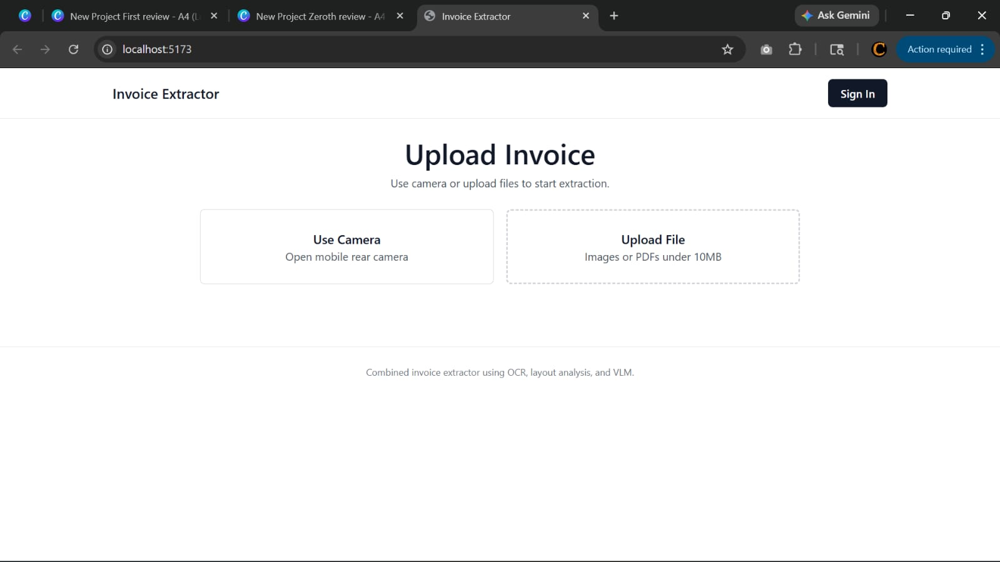 New Project First review - A4 (L
New Project Zeroth review - A4
Invoice Extractor
Ask Gemini
localhost:5173
Action required
Invoice Extractor
Sign In
Upload Invoice
Use camera or upload files to start extraction.
Use Camera
Open mobile rear camera
Upload File
Images or PDFs under 10MB
Combined invoice extractor using OCR, layout analysis, and VLM.